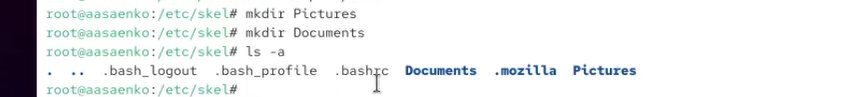 root@aasaenko:/etc/skel# mkdir Pictures
root@aasaenko:/etc/skel# mkdir Documents
root@aasaenko:/etc/skel# ls -a
. .. .bash_logout .bash_profile .bashrc Documents .mozilla Pictures
root@aasaenko:/etc/skel#